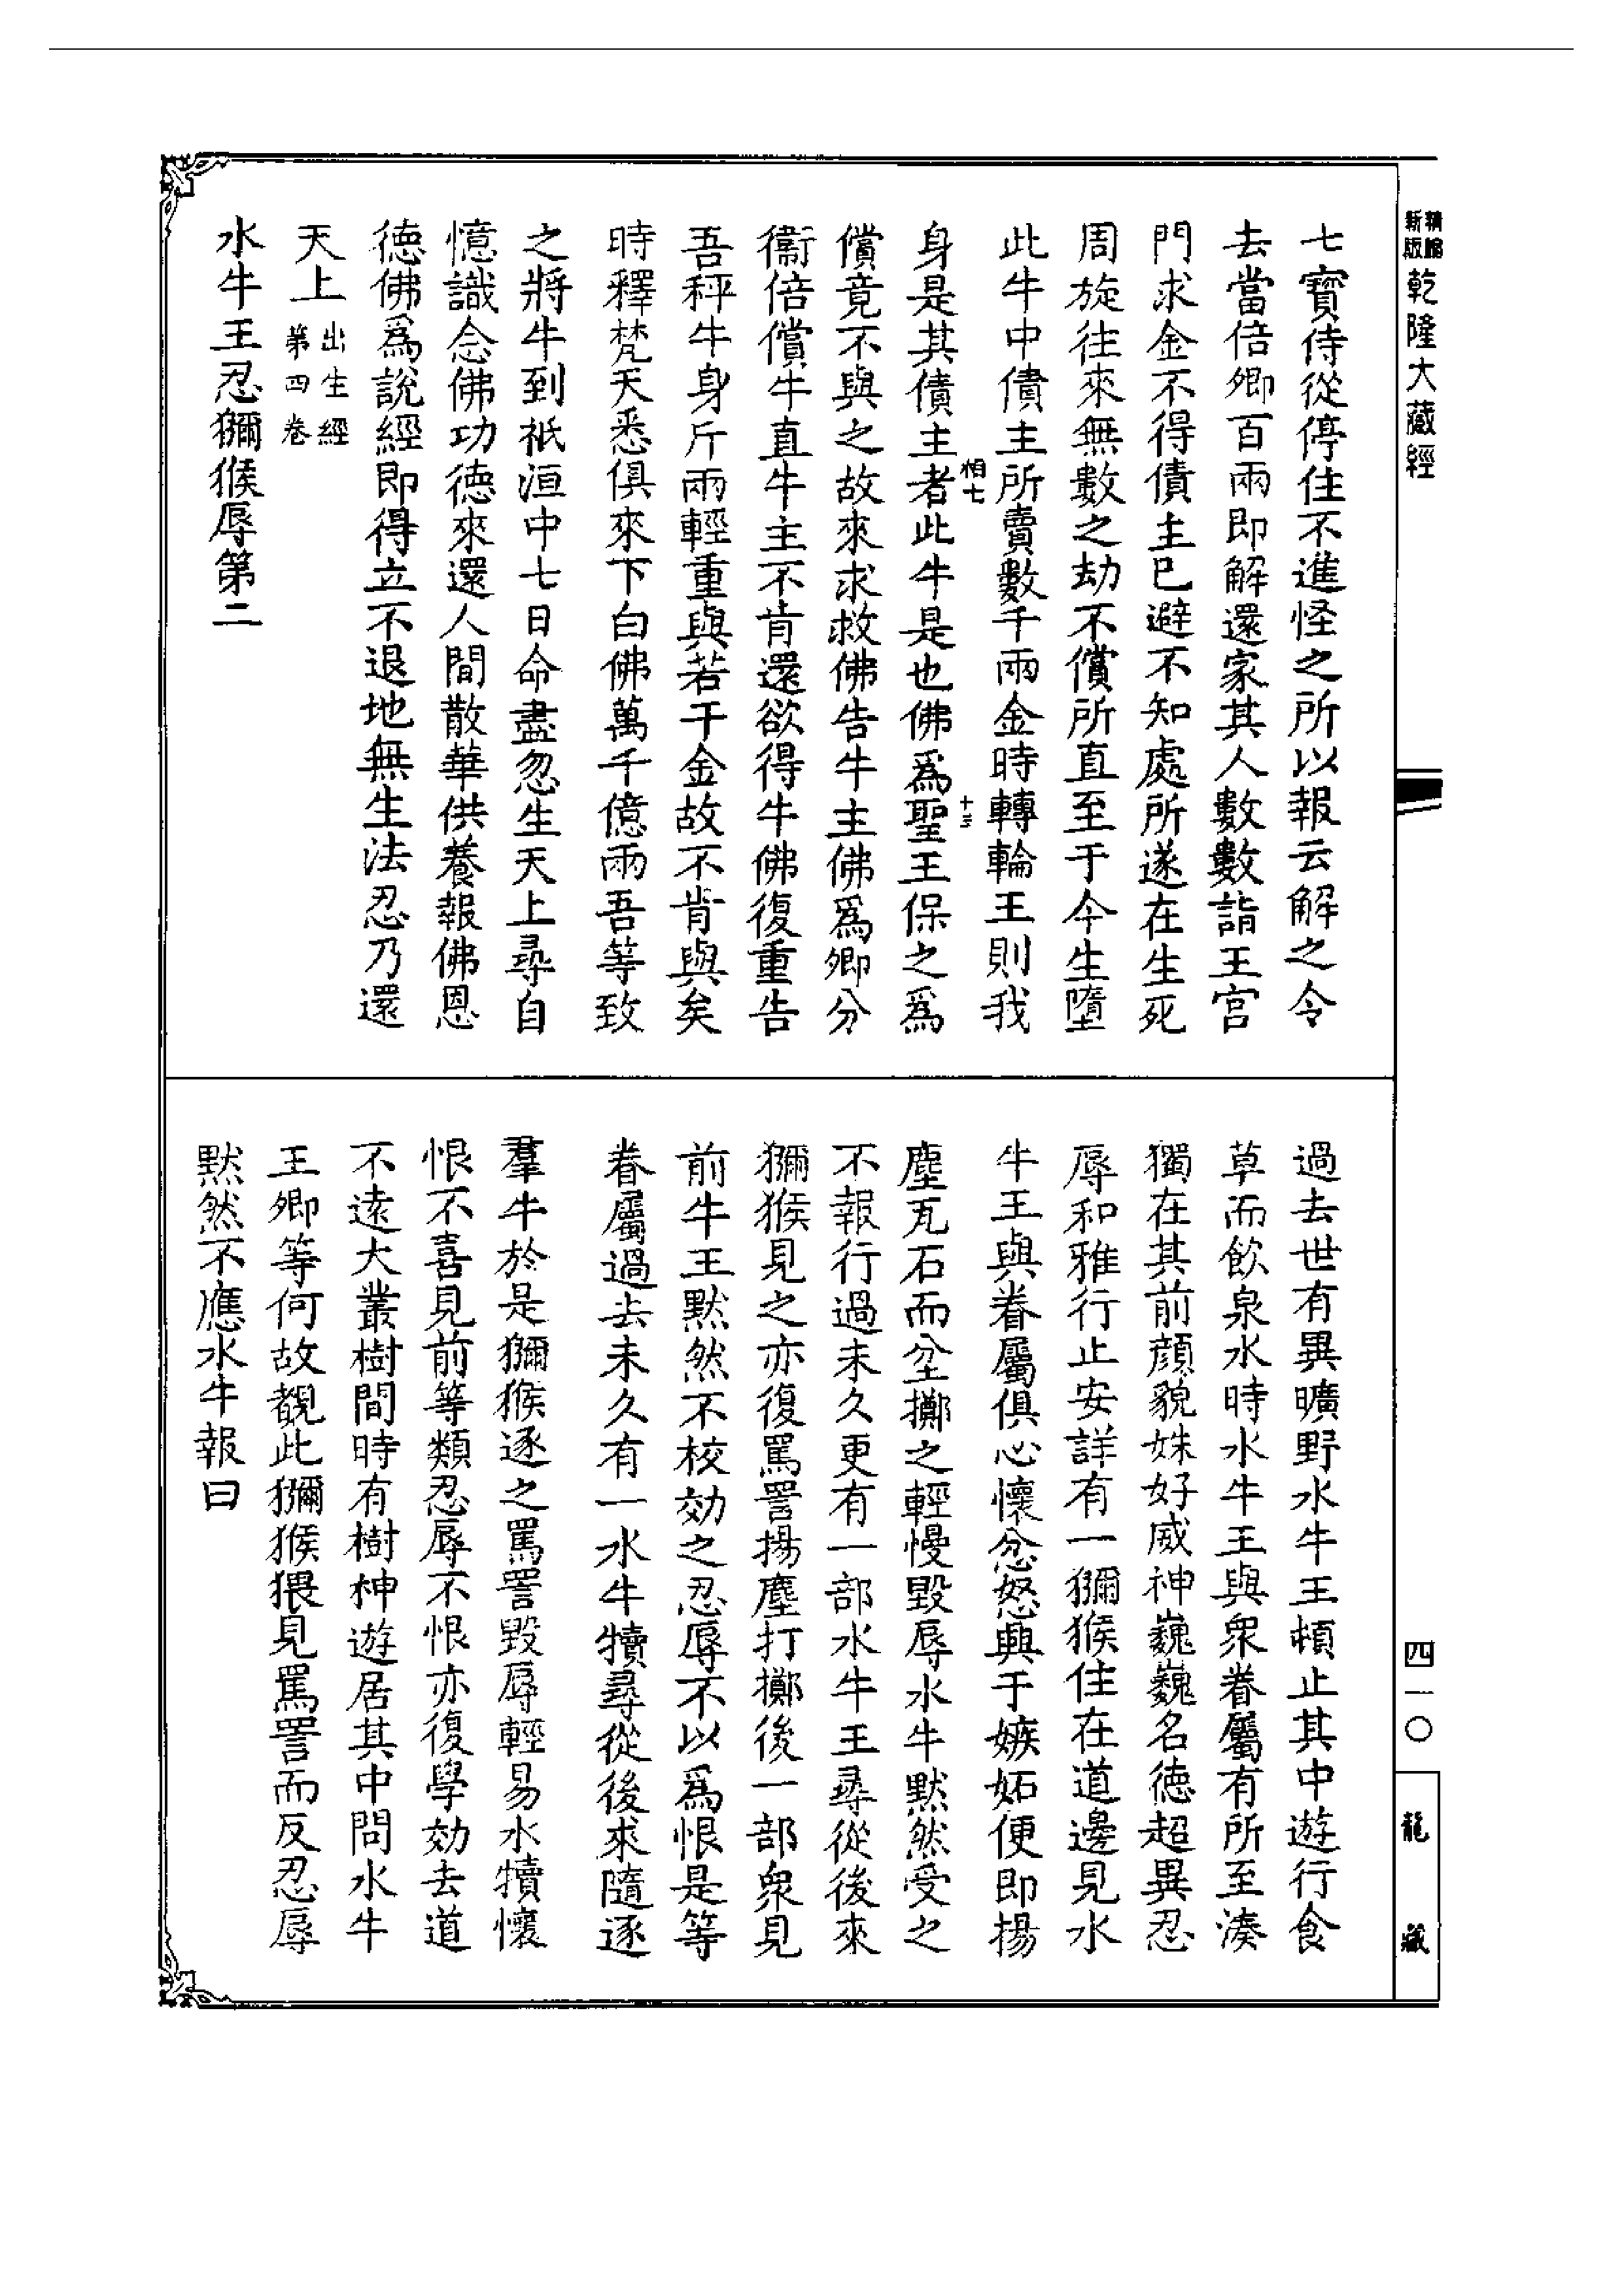 精縮新版乾隆大藏經
七寶侍從停住不進怪之所以報云解之令
去當倍卿百兩即解還家其人數數詣王宮
門求金不得債主已避不知處所遂在生死
周旋往來無數之劫不償所直至于今生墮
此牛中債主所賣數千兩金時轉輪王則我
身是其債主者此牛是也佛爲聖王保之爲
償竟不與之故來求救佛告牛主佛爲卿分
衞倍償牛直牛主不肯還欲得牛佛復重告
吾秤牛身斤兩輕重與若干金故不肯與矣
時釋梵天悉俱來下白佛萬千億兩吾等致
之將牛到祇洹中七日命盡忽生天上尋自
憶識念佛功德來還人間散華供養報佛恩
德佛爲說經即得立不退地無生法忍乃還
天上出生經第四卷
水牛王忍獼猴辱第二
過去世有異曠野水牛王頓止其中遊行食
草而飲泉水時水牛王與衆眷屬有所至湊
獨在其前顏貌姝好威神巍巍名德超異忍
辱和雅行止安詳有一獼猴住在道邊見水
牛王與眷屬俱心懷忿怒興于嫉妬便即揚
塵瓦石而坌擲之輕慢毀辱水牛默然受之
不報行過未久更有一部水牛王尋從後來
獼猴見之亦復罵詈揚塵打擲後一部衆見
前牛王默然不校効之忍辱不以爲恨是等
眷屬過去未久有一水牛犢尋從後求隨逐
羣牛於是獼猴逐之罵詈毀辱輕易水犢懷
恨不喜見前等類忍辱不恨亦復學効去道
不遠大叢樹間時有樹神遊居其中問水牛
王卿等何故覩此獼猴猥見罵詈而反忍辱
默然不應水牛報曰
四一〇
龍藏